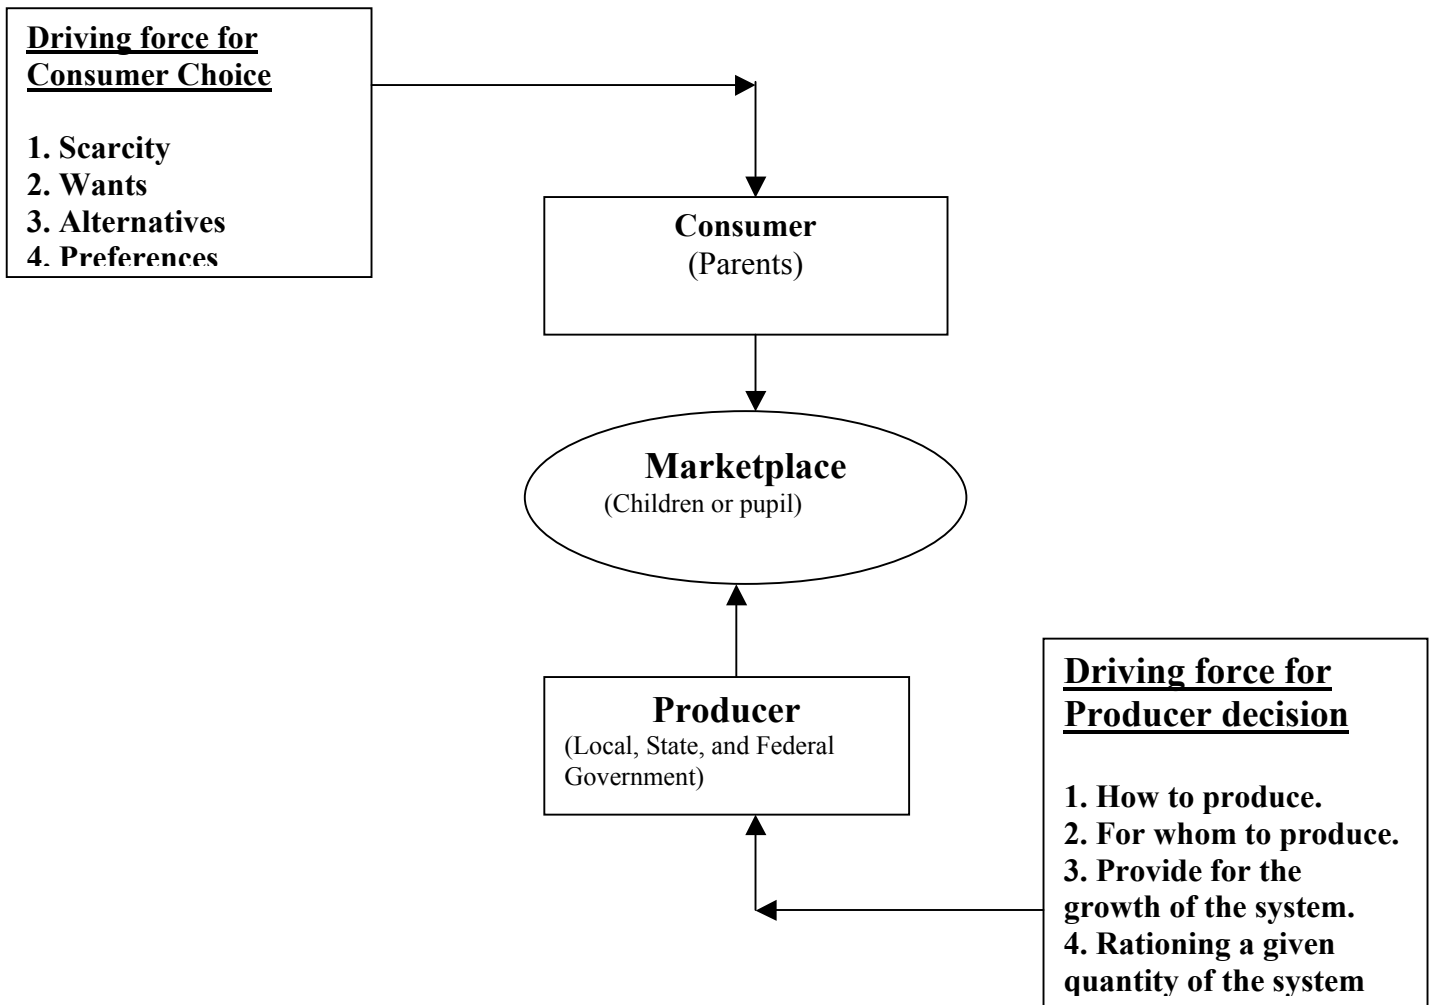 Driving force for
Consumer Choice
1. Scarcity
2. Wants
3. Alternatives
4. Preferences
Consumer
(Parents)
Marketplace
(Children or pupil)
Producer
(Local, State, and Federal
Government)
Driving force for
Producer decision
1. How to produce.
2. For whom to produce.
3. Provide for the
growth of the system.
4. Rationing a given
quantity of the system